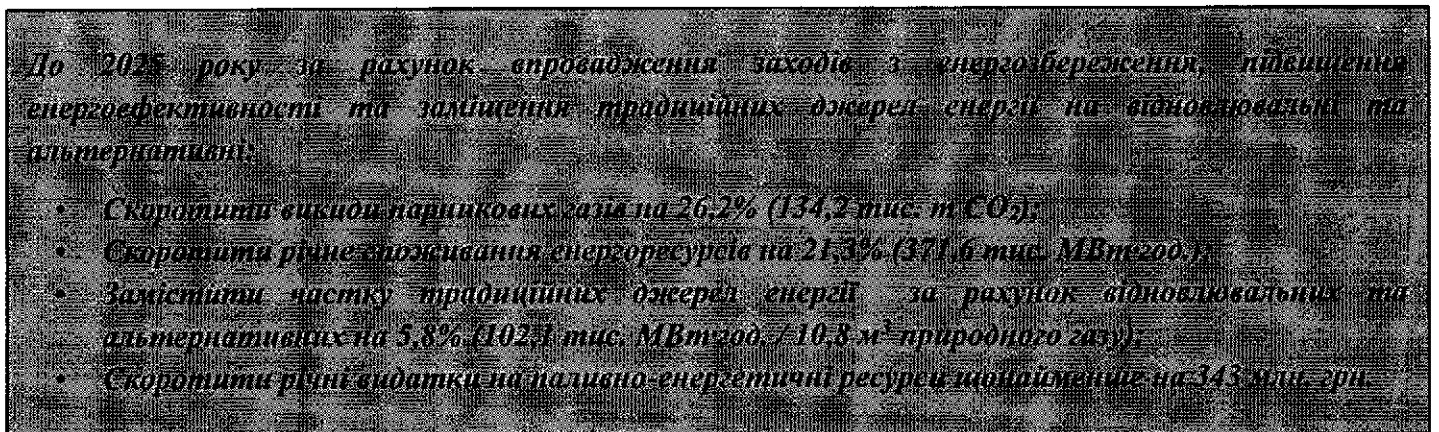 До 2025 року за рахунок впровадження заходів з енергозбереження, підвищення
енергоефективності та заміщення традиційних джерел енергії на відновлювальні та
альтернативні:
• Скоротити викиди парникових газів на 26,2% (134,2 тис. т CO₂);
• Скоротити річне споживання енергоресурсів на 21,3% (371,6 тис. МВт·год.);
• Замістити частку традиційних джерел енергії за рахунок відновлювальних та
альтернативних на 5,8% (102,1 тис. МВт·год. / 10,8 м³ природного газу);
• Скоротити річні видатки на паливно-енергетичні ресурси щонайменше на 343 млн. грн.